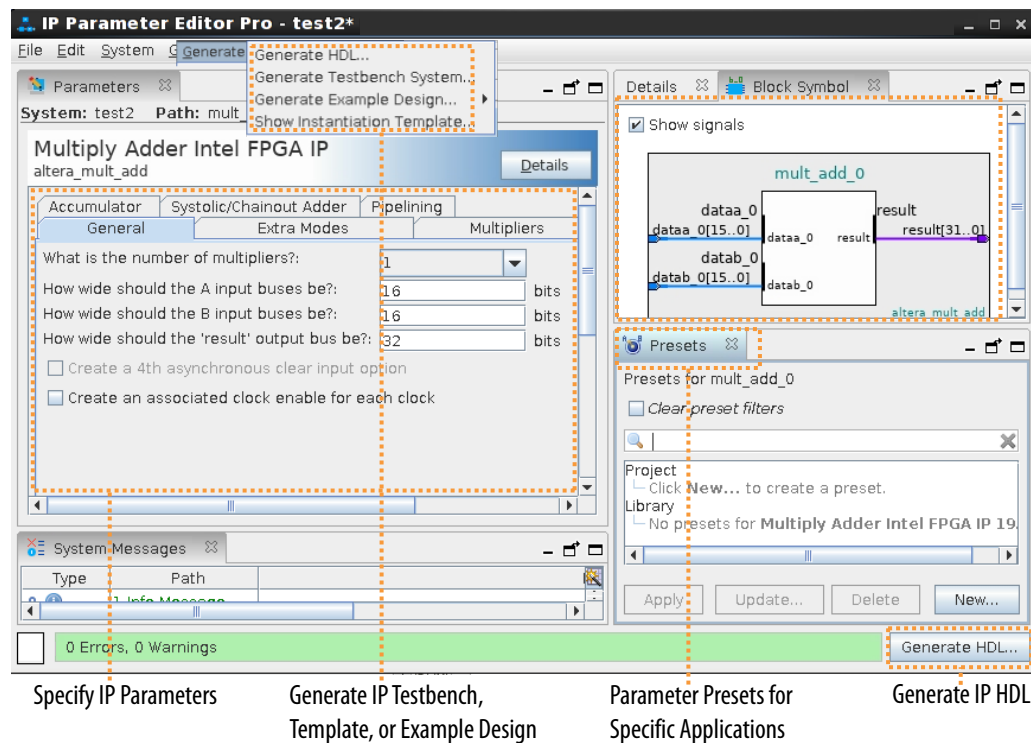 IP Parameter Editor Pro - test2*
File Edit System G Generate
Generate HDL...
Generate Testbench System...
Generate Example Design...
Show Instantiation Template...
Parameters
System: test2 Path: mult_
Multiply Adder Intel FPGA IP
altera_mult_add
Details
Accumulator Systolic/Chainout Adder Pipelining
General Extra Modes Multipliers
What is the number of multipliers?: 1
How wide should the A input buses be?: 16 bits
How wide should the B input buses be?: 16 bits
How wide should the 'result' output bus be?: 32 bits
Create a 4th asynchronous clear input option
Create an associated clock enable for each clock
System Messages
Type Path
1 Info Message
0 Errors, 0 Warnings
Details Block Symbol
Show signals
mult_add_0
dataa_0 result
dataa_0[15..0] dataa_0 result result[31..0]
datab_0
datab_0[15..0] datab_0
altera_mult_add
Presets
Presets for mult_add_0
Clear preset filters
Project
Click New... to create a preset.
Library
No presets for Multiply Adder Intel FPGA IP 19.
Apply Update... Delete New...
Generate HDL...
Specify IP Parameters
Generate IP Testbench,
Template, or Example Design
Parameter Presets for
Specific Applications
Generate IP HDL